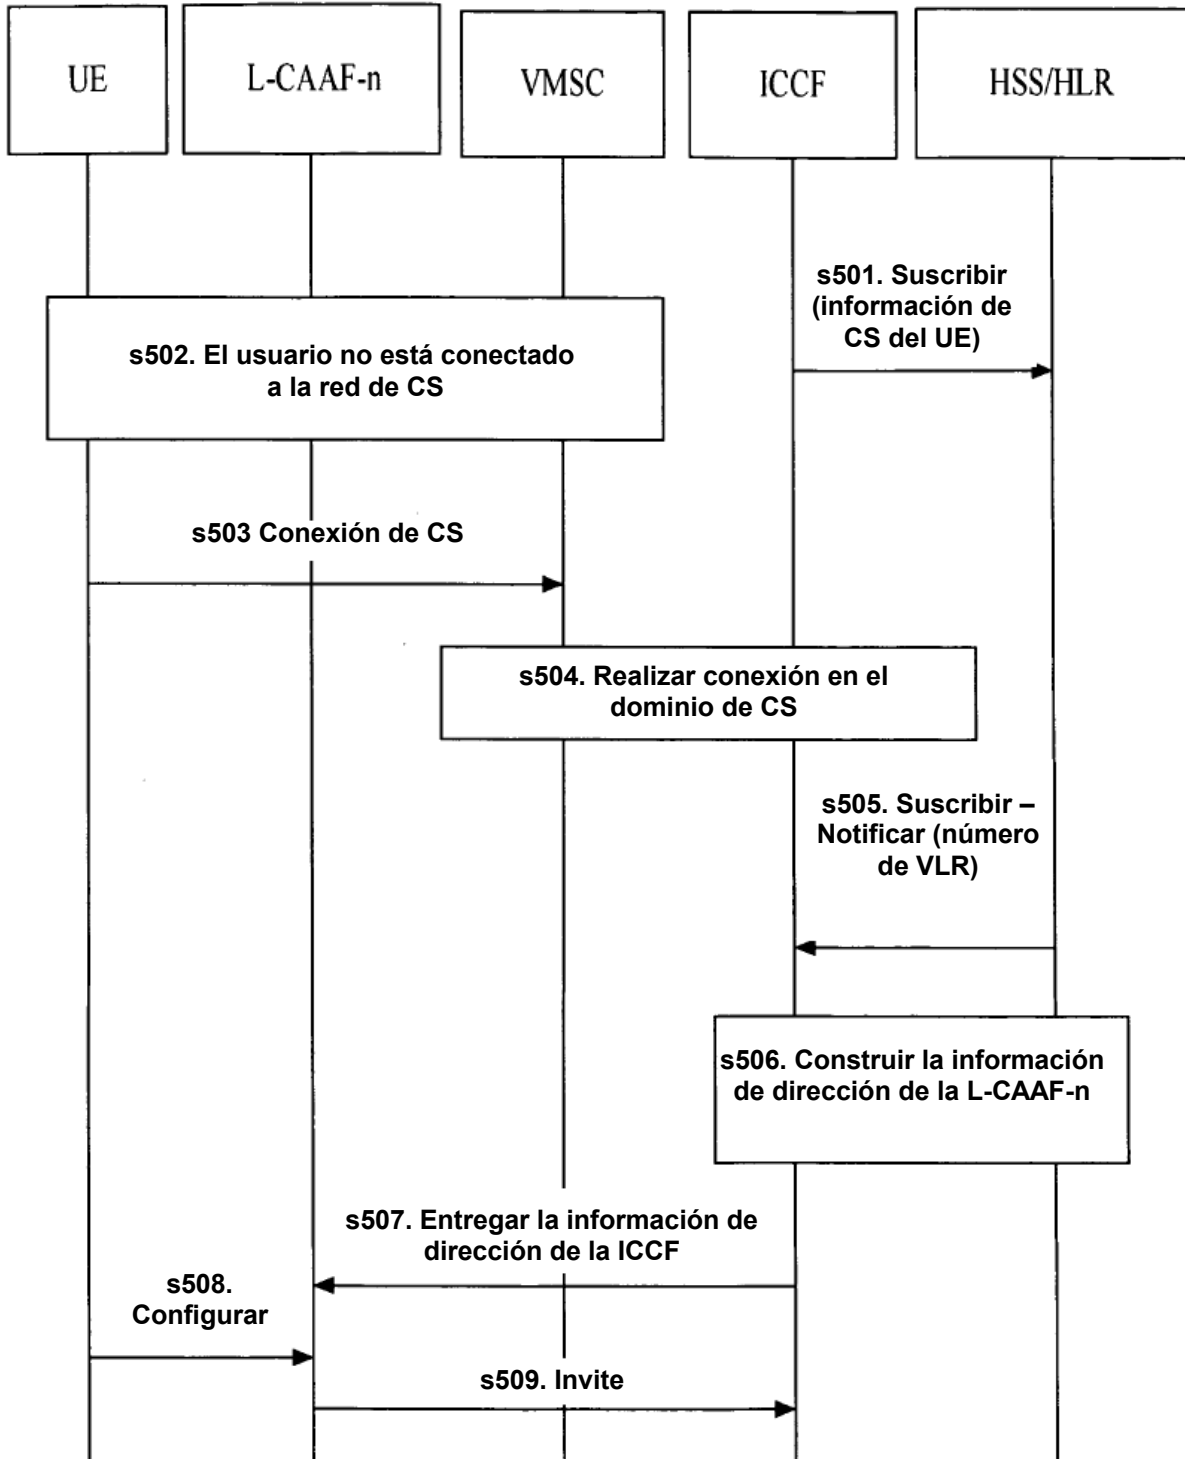 UE
L-CAAF-n
VMSC
ICCF
HSS/HLR
s501. Suscribir
(información de
CS del UE)
s502. El usuario no está conectado
a la red de CS
s503 Conexión de CS
s504. Realizar conexión en el
dominio de CS
s505. Suscribir –
Notificar (número
de VLR)
s506. Construir la información
de dirección de la L-CAAF-n
s507. Entregar la información de
dirección de la ICCF
s508.
Configurar
s509. Invite